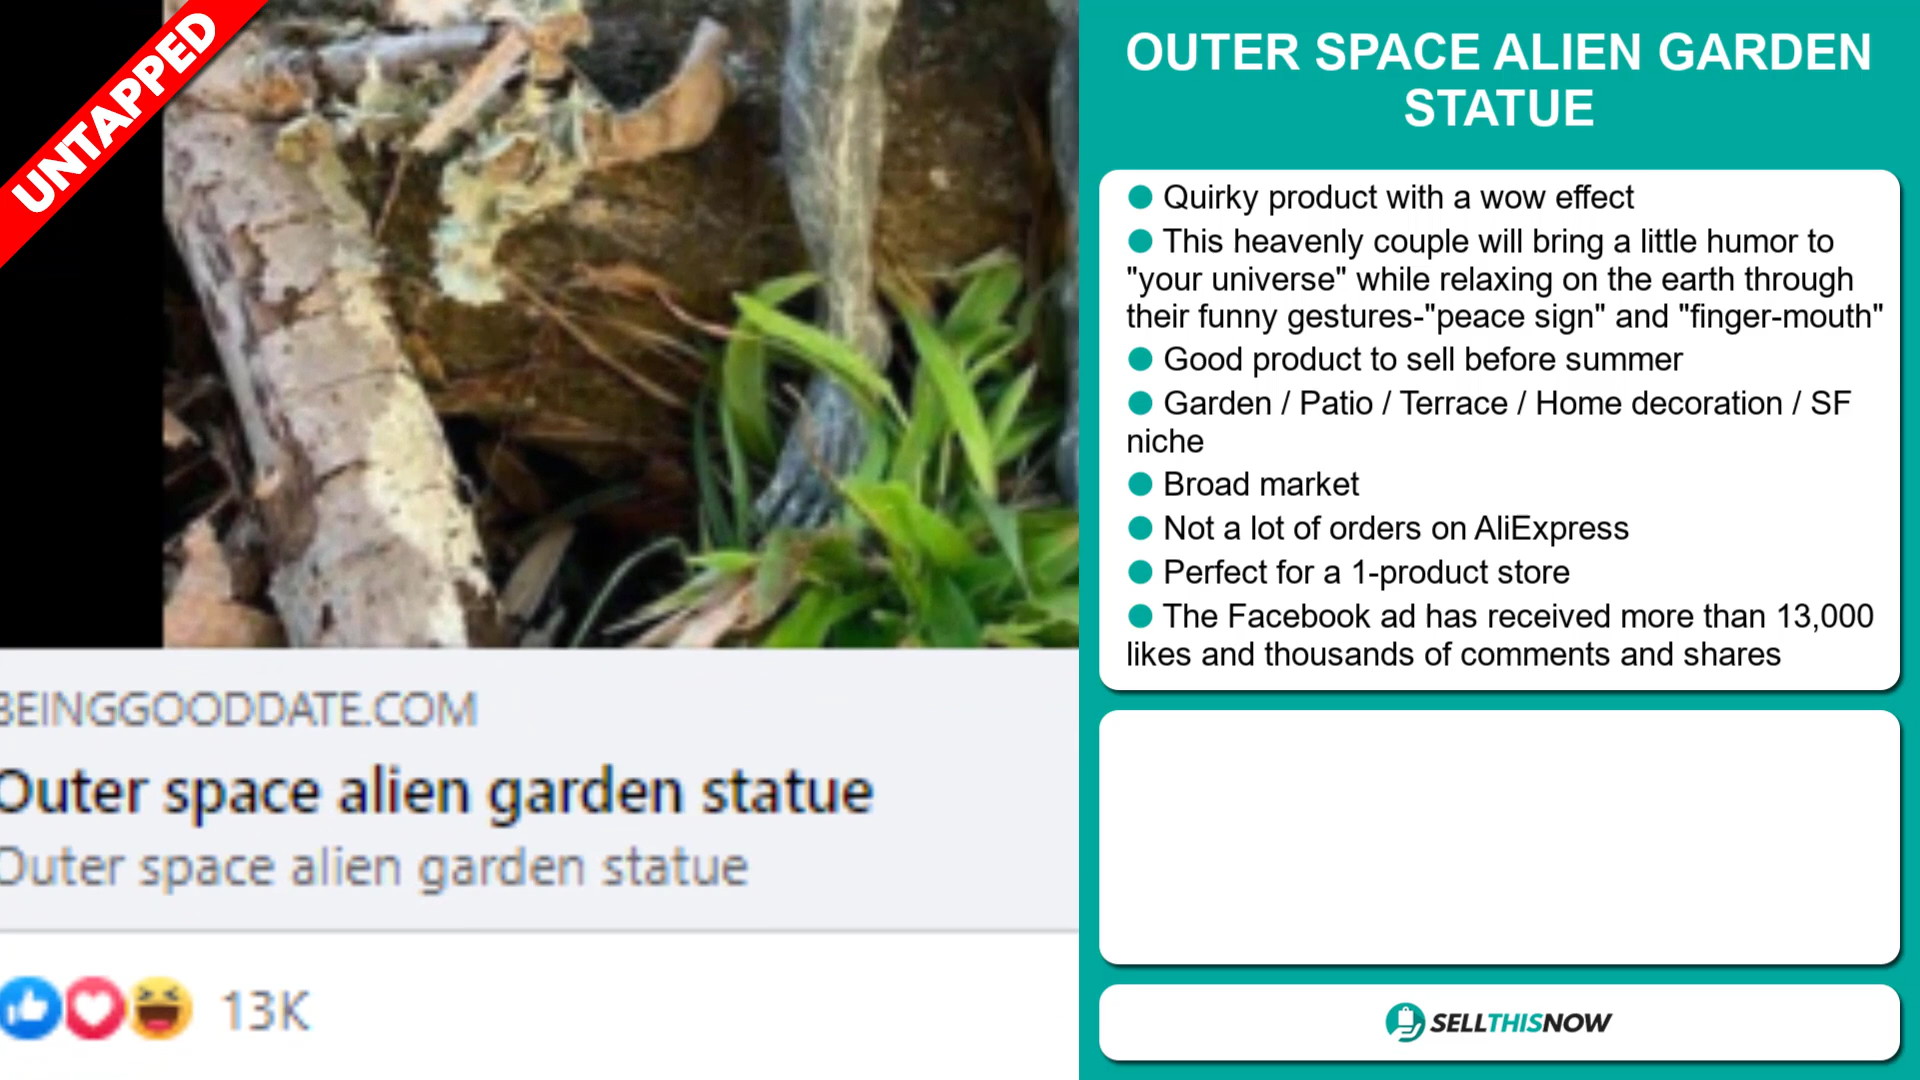 UNTAPPED
BEINGGOODDATE.COM
Outer space alien garden statue
Outer space alien garden statue
13K
OUTER SPACE ALIEN GARDEN
STATUE
Quirky product with a wow effect
This heavenly couple will bring a little humor to
"your universe" while relaxing on the earth through
their funny gestures-"peace sign" and "finger-mouth"
Good product to sell before summer
Garden / Patio / Terrace / Home decoration / SF
niche
Broad market
Not a lot of orders on AliExpress
Perfect for a 1-product store
The Facebook ad has received more than 13,000
likes and thousands of comments and shares
SELLTHISNOW